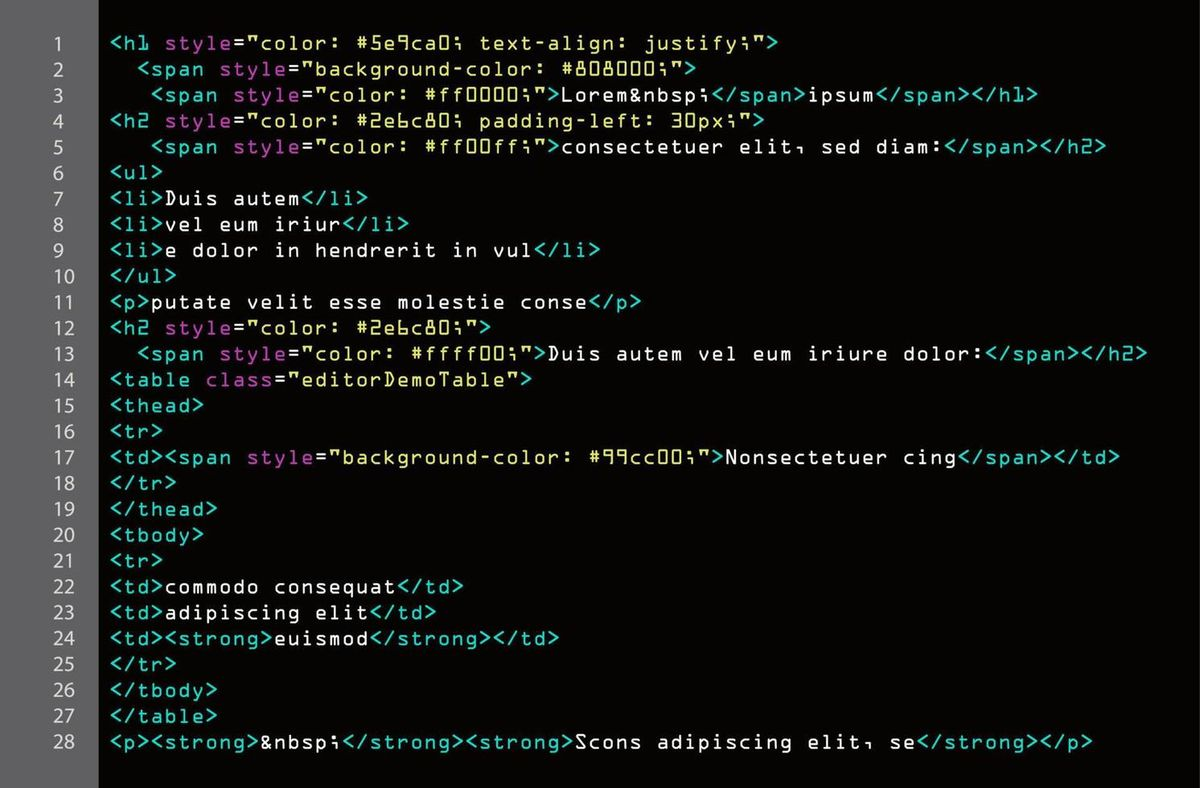 1 <h1 style="color: #5e9ca0; text-align: justify;">
2 <span style="background-color: #808000;">
3 <span style="color: #ff0000;">Lorem&nbsp;</span>ipsum</span></h1>
4 <h2 style="color: #2e6c80; padding-left: 30px;">
5 <span style="color: #ff00ff;">consectetuer elit, sed diam:</span></h2>
6 <ul>
7 <li>Duis autem</li>
8 <li>vel eum iriur</li>
9 <li>e dolor in hendrerit in vul</li>
10 </ul>
11 <p>putate velit esse molestie conse</p>
12 <h2 style="color: #2e6c80;">
13 <span style="color: #ffff00;">Duis autem vel eum iriure dolor:</span></h2>
14 <table class="editorDemoTable">
15 <thead>
16 <tr>
17 <td><span style="background-color: #99cc00;">Nonsectetuer cing</span></td>
18 </tr>
19 </thead>
20 <tbody>
21 <tr>
22 <td>commodo consequat</td>
23 <td>adipiscing elit</td>
24 <td><strong>euismod</strong></td>
25 </tr>
26 </tbody>
27 </table>
28 <p><strong>&nbsp;</strong><strong>Scons adipiscing elit, se</strong></p>